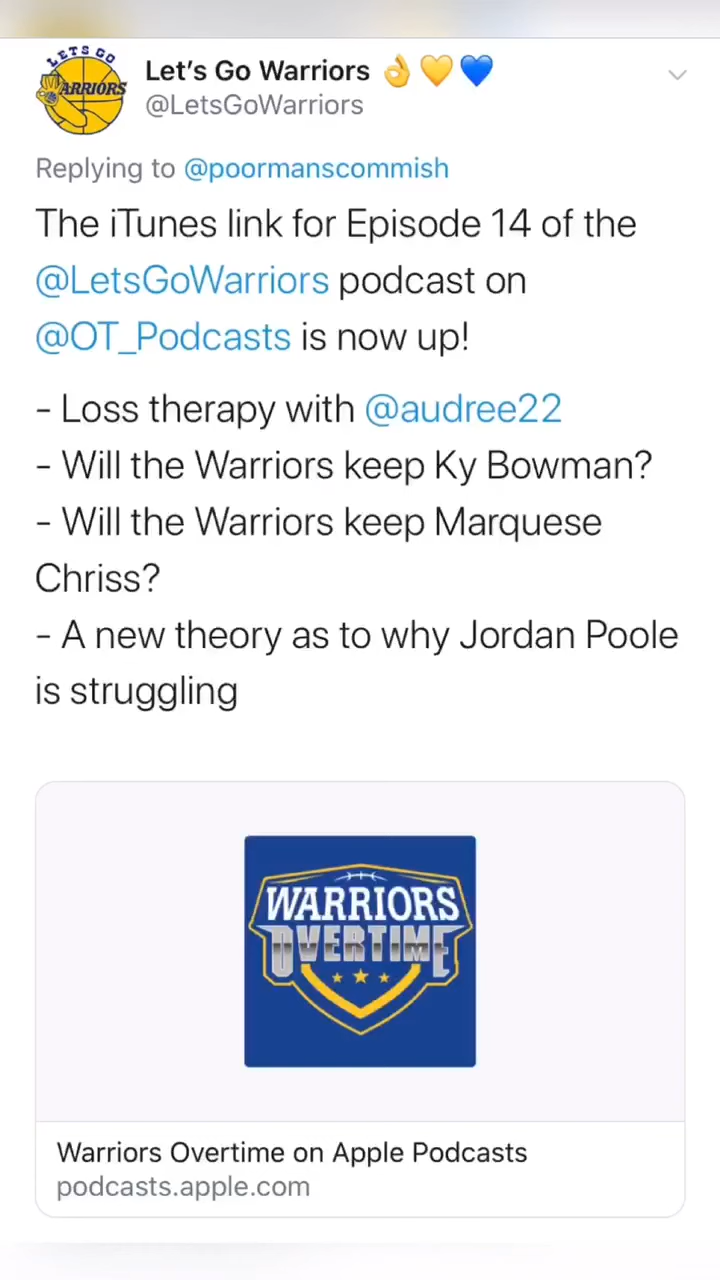 LETS GO
WARRIORS
Let's Go Warriors 👌💛💙
@LetsGoWarriors
Replying to @poormanscommish
The iTunes link for Episode 14 of the
@LetsGoWarriors podcast on
@OT_Podcasts is now up!
- Loss therapy with @audree22
- Will the Warriors keep Ky Bowman?
- Will the Warriors keep Marquese
Chriss?
- A new theory as to why Jordan Poole
is struggling
WARRIORS
OVERTIME
Warriors Overtime on Apple Podcasts
podcasts.apple.com